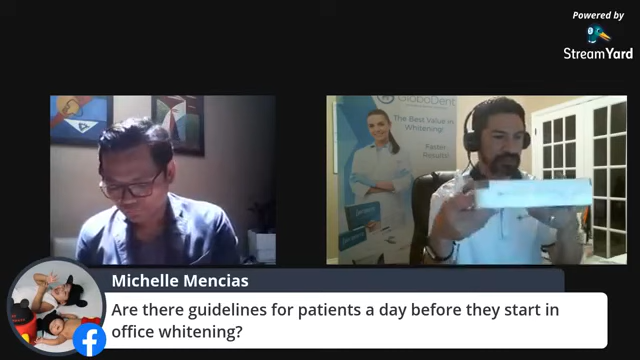 Powered by
StreamYard
GloboDent
The Best Value in
Whitening!
Faster
Results!
Michelle Mencias
Are there guidelines for patients a day before they start in
office whitening?